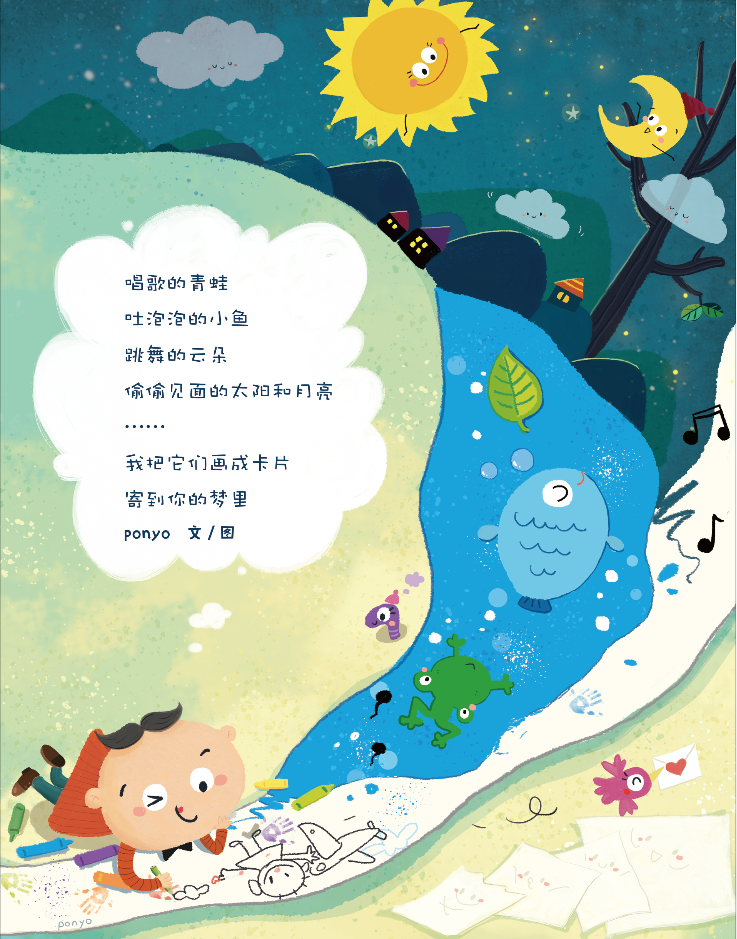 唱歌的青蛙
吐泡泡的小鱼
跳舞的云朵
偷偷见面的太阳和月亮
……
我把它们画成卡片
寄到你的梦里
ponyo 文/图
ponyo